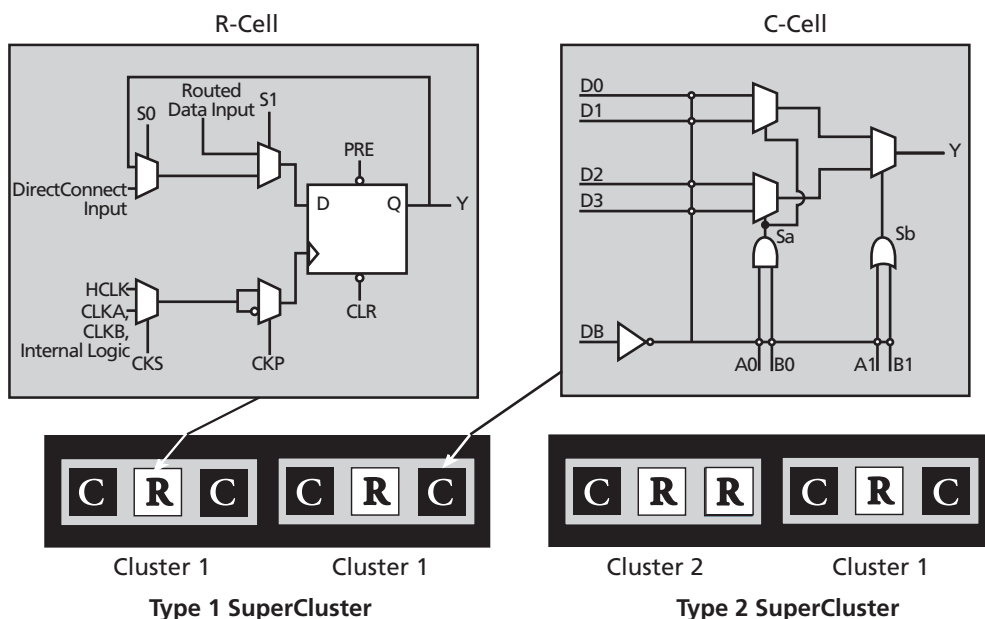 R-Cell
C-Cell
Routed
Data Input
S0
S1
PRE
DirectConnect
Input
D
Q
Y
HCLK
CLKA,
CLKB,
Internal Logic
CKS
CKP
CLR
D0
D1
D2
D3
Sa
Sb
Y
DB
A0
B0
A1
B1
C R C
C R C
C R R
C R C
Cluster 1
Cluster 1
Cluster 2
Cluster 1
Type 1 SuperCluster
Type 2 SuperCluster